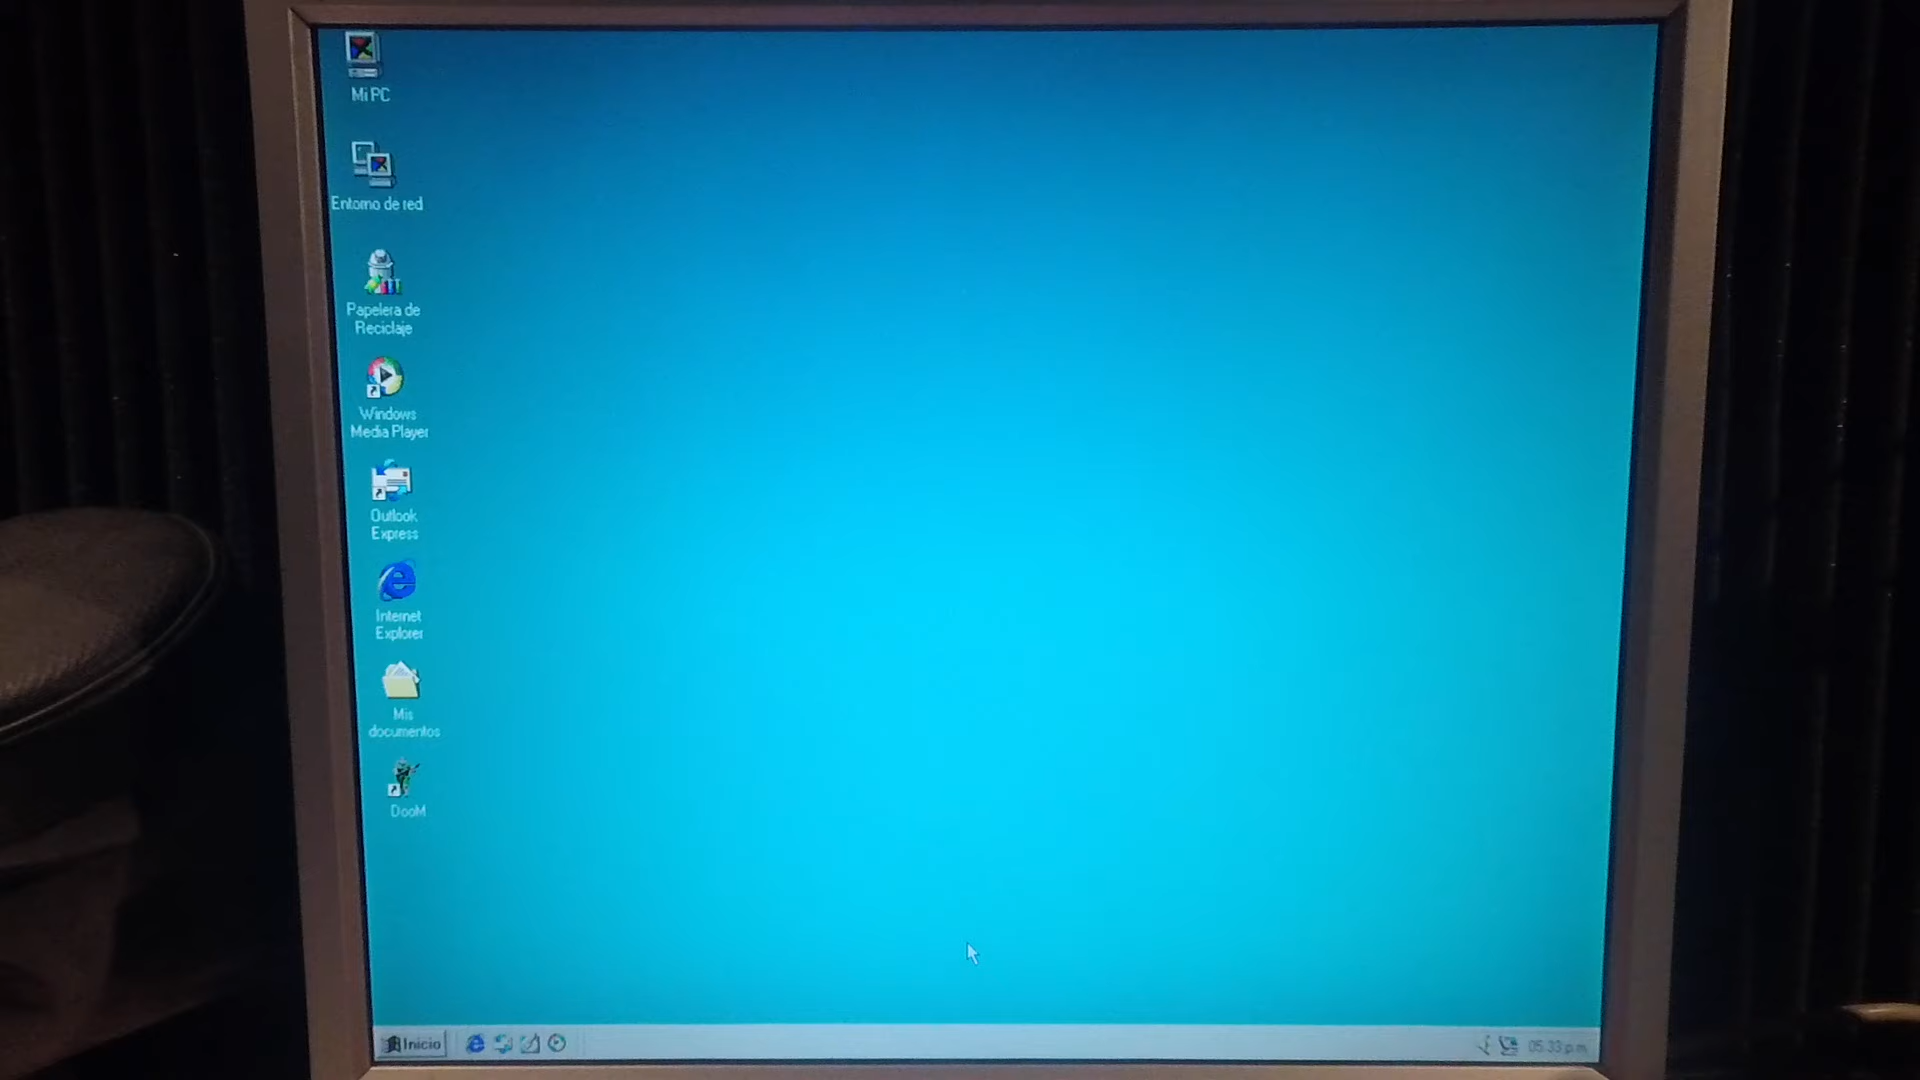 Mi PC
Entorno de red
Papelera de
Reciclaje
Windows
Media Player
Outlook
Express
Internet
Explorer
Mis
documentos
DooM
Inicio
05:33 p.m.